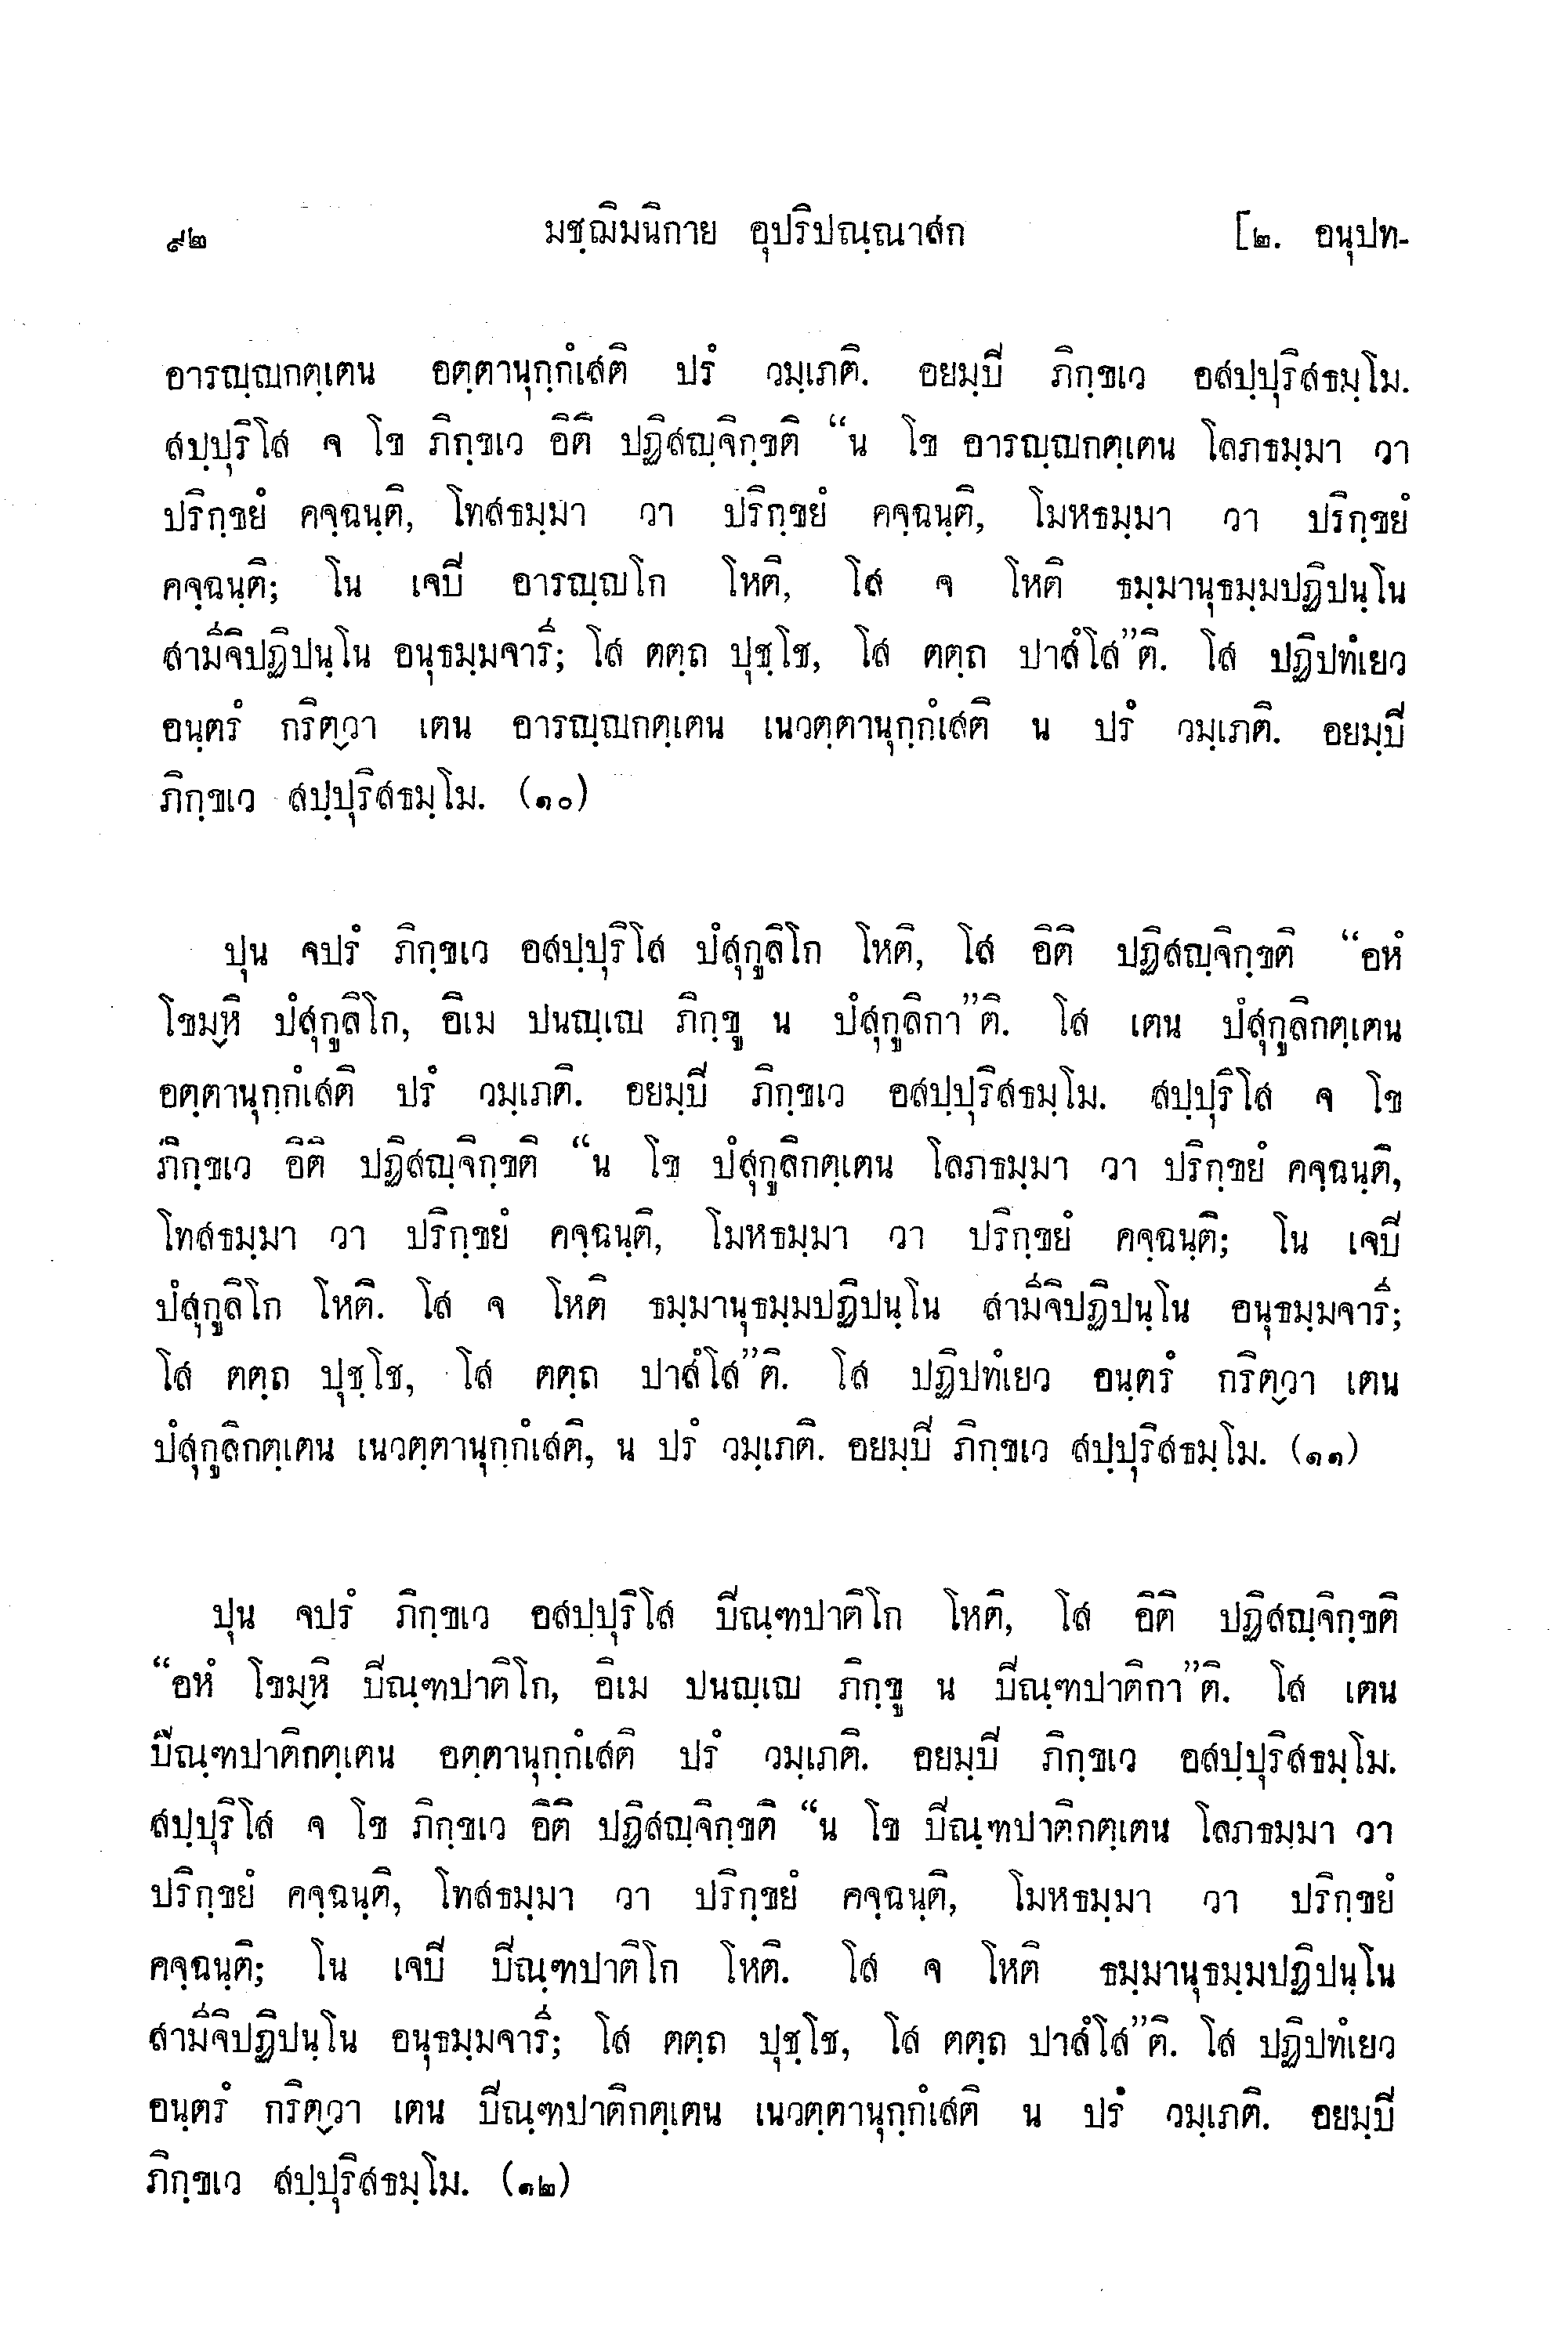 ๙๒ มชฺฌิมนิกาย อุปริปณฺณาสก [๒. อนุปท-
อารญฺญกตฺเตน อตฺตานุกฺกํเสติ ปรํ วมฺเภติ. อยมฺปิ ภิกฺขเว อสปฺปุริสธมฺโม.
สปฺปุริโส จ โข ภิกฺขเว อิติ ปฏิสญฺจิกฺขติ “น โข อารญฺญกตฺเตน โลภธมฺมา วา
ปริกฺขยํ คจฺฉนฺติ, โทสธมฺมา วา ปริกฺขยํ คจฺฉนฺติ, โมหธมฺมา วา ปริกฺขยํ
คจฺฉนฺติ; โน เจปิ อารญฺญโก โหติ, โส จ โหติ ธมฺมานุธมฺมปฏิปนฺโน
สามีจิปฏิปนฺโน อนุธมฺมจารี; โส ตตฺถ ปุชฺโช, โส ตตฺถ ปาสํโส”ติ. โส ปฏิปทํเยว
อนฺตรํ กริตฺวา เตน อารญฺญกตฺเตน เนวตฺตานุกฺกํเสติ น ปรํ วมฺเภติ. อยมฺปิ
ภิกฺขเว สปฺปุริสธมฺโม. (๑๐)
ปุน จปรํ ภิกฺขเว อสปฺปุริโส ปํสุกูลิโก โหติ, โส อิติ ปฏิสญฺจิกฺขติ “อหํ
โขมฺหิ ปํสุกูลิโก, อิเม ปนญฺเญ ภิกฺขู น ปํสุกูลิกา”ติ. โส เตน ปํสุกูลิกตฺเตน
อตฺตานุกฺกํเสติ ปรํ วมฺเภติ. อยมฺปิ ภิกฺขเว อสปฺปุริสธมฺโม. สปฺปุริโส จ โข
ภิกฺขเว อิติ ปฏิสญฺจิกฺขติ “น โข ปํสุกูลิกตฺเตน โลภธมฺมา วา ปริกฺขยํ คจฺฉนฺติ,
โทสธมฺมา วา ปริกฺขยํ คจฺฉนฺติ, โมหธมฺมา วา ปริกฺขยํ คจฺฉนฺติ; โน เจปิ
ปํสุกูลิโก โหติ. โส จ โหติ ธมฺมานุธมฺมปฏิปนฺโน สามีจิปฏิปนฺโน อนุธมฺมจารี;
โส ตตฺถ ปุชฺโช, โส ตตฺถ ปาสํโส”ติ. โส ปฏิปทํเยว อนฺตรํ กริตฺวา เตน
ปํสุกูลิกตฺเตน เนวตฺตานุกฺกํเสติ, น ปรํ วมฺเภติ. อยมฺปิ ภิกฺขเว สปฺปุริสธมฺโม. (๑๑)
ปุน จปรํ ภิกฺขเว อสปฺปุริโส ปิณฺฑปาติโก โหติ, โส อิติ ปฏิสญฺจิกฺขติ
“อหํ โขมฺหิ ปิณฺฑปาติโก, อิเม ปนญฺเญ ภิกฺขู น ปิณฺฑปาติกา”ติ. โส เตน
ปิณฺฑปาติกตฺเตน อตฺตานุกฺกํเสติ ปรํ วมฺเภติ. อยมฺปิ ภิกฺขเว อสปฺปุริสธมฺโม.
สปฺปุริโส จ โข ภิกฺขเว อิติ ปฏิสญฺจิกฺขติ “น โข ปิณฺฑปาติกตฺเตน โลภธมฺมา วา
ปริกฺขยํ คจฺฉนฺติ, โทสธมฺมา วา ปริกฺขยํ คจฺฉนฺติ, โมหธมฺมา วา ปริกฺขยํ
คจฺฉนฺติ; โน เจปิ ปิณฺฑปาติโก โหติ. โส จ โหติ ธมฺมานุธมฺมปฏิปนฺโน
สามีจิปฏิปนฺโน อนุธมฺมจารี; โส ตตฺถ ปุชฺโช, โส ตตฺถ ปาสํโส”ติ. โส ปฏิปทํเยว
อนฺตรํ กริตฺวา เตน ปิณฺฑปาติกตฺเตน เนวตฺตานุกฺกํเสติ น ปรํ วมฺเภติ. อยมฺปิ
ภิกฺขเว สปฺปุริสธมฺโม. (๑๒)